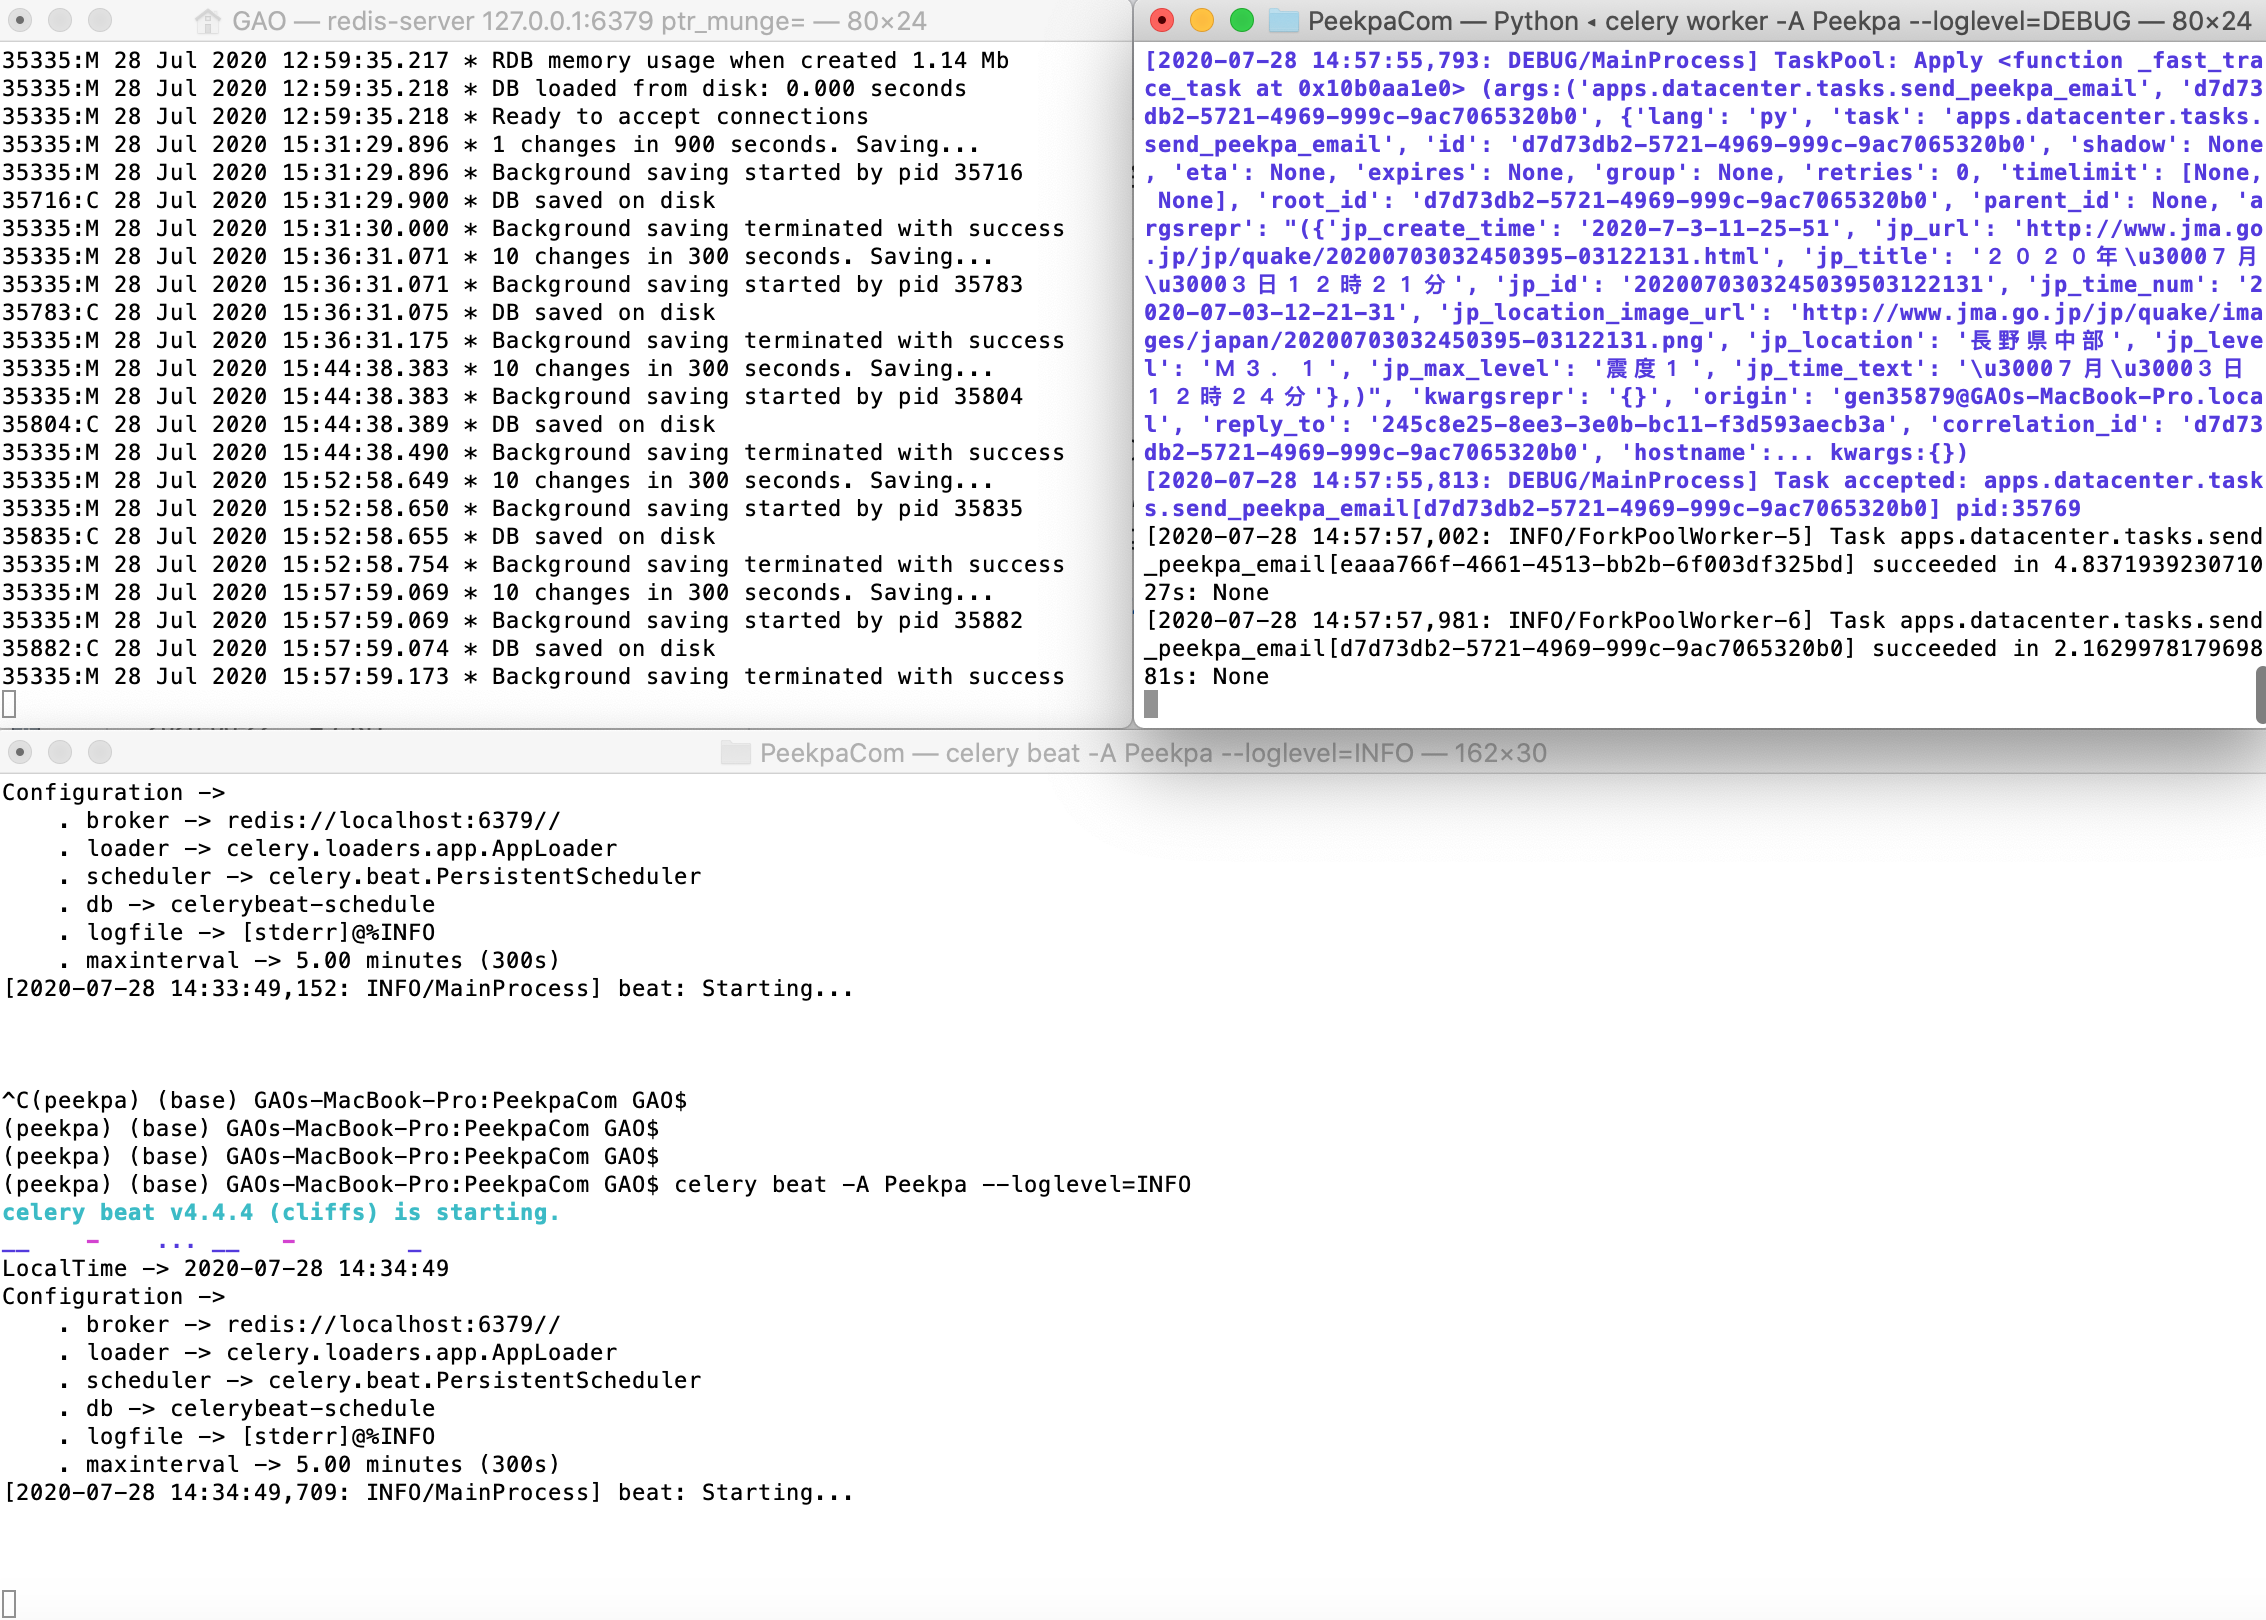 GAO — redis-server 127.0.0.1:6379 ptr_munge= — 80×24
35335:M 28 Jul 2020 12:59:35.217 * RDB memory usage when created 1.14 Mb
35335:M 28 Jul 2020 12:59:35.218 * DB loaded from disk: 0.000 seconds
35335:M 28 Jul 2020 12:59:35.218 * Ready to accept connections
35335:M 28 Jul 2020 15:31:29.896 * 1 changes in 900 seconds. Saving...
35335:M 28 Jul 2020 15:31:29.896 * Background saving started by pid 35716
35716:C 28 Jul 2020 15:31:29.900 * DB saved on disk
35335:M 28 Jul 2020 15:31:30.000 * Background saving terminated with success
35335:M 28 Jul 2020 15:36:31.071 * 10 changes in 300 seconds. Saving...
35335:M 28 Jul 2020 15:36:31.071 * Background saving started by pid 35783
35783:C 28 Jul 2020 15:36:31.075 * DB saved on disk
35335:M 28 Jul 2020 15:36:31.175 * Background saving terminated with success
35335:M 28 Jul 2020 15:44:38.383 * 10 changes in 300 seconds. Saving...
35335:M 28 Jul 2020 15:44:38.383 * Background saving started by pid 35804
35804:C 28 Jul 2020 15:44:38.389 * DB saved on disk
35335:M 28 Jul 2020 15:44:38.490 * Background saving terminated with success
35335:M 28 Jul 2020 15:52:58.649 * 10 changes in 300 seconds. Saving...
35335:M 28 Jul 2020 15:52:58.650 * Background saving started by pid 35835
35835:C 28 Jul 2020 15:52:58.655 * DB saved on disk
35335:M 28 Jul 2020 15:52:58.754 * Background saving terminated with success
35335:M 28 Jul 2020 15:57:59.069 * 10 changes in 300 seconds. Saving...
35335:M 28 Jul 2020 15:57:59.069 * Background saving started by pid 35882
35882:C 28 Jul 2020 15:57:59.074 * DB saved on disk
35335:M 28 Jul 2020 15:57:59.173 * Background saving terminated with success
PeekpaCom — Python ◂ celery worker -A Peekpa --loglevel=DEBUG — 80×24
[2020-07-28 14:57:55,793: DEBUG/MainProcess] TaskPool: Apply <function _fast_tra
ce_task at 0x10b0aa1e0> (args:('apps.datacenter.tasks.send_peekpa_email', 'd7d73
db2-5721-4969-999c-9ac7065320b0', {'lang': 'py', 'task': 'apps.datacenter.tasks.
send_peekpa_email', 'id': 'd7d73db2-5721-4969-999c-9ac7065320b0', 'shadow': None
, 'eta': None, 'expires': None, 'group': None, 'retries': 0, 'timelimit': [None,
 None], 'root_id': 'd7d73db2-5721-4969-999c-9ac7065320b0', 'parent_id': None, 'a
rgsrepr': "({'jp_create_time': '2020-7-3-11-25-51', 'jp_url': 'http://www.jma.go
.jp/jp/quake/20200703032450395-03122131.html', 'jp_title': '２０２０年\u3000７月
\u3000３日１２時２１分', 'jp_id': '2020070303245039503122131', 'jp_time_num': '2
020-07-03-12-21-31', 'jp_location_image_url': 'http://www.jma.go.jp/jp/quake/ima
ges/japan/20200703032450395-03122131.png', 'jp_location': '長野県中部', 'jp_leve
l': 'Ｍ３．１', 'jp_max_level': '震度１', 'jp_time_text': '\u3000７月\u3000３日
１２時２４分'},)", 'kwargsrepr': '{}', 'origin': 'gen35879@GAOs-MacBook-Pro.loca
l', 'reply_to': '245c8e25-8ee3-3e0b-bc11-f3d593aecb3a', 'correlation_id': 'd7d73
db2-5721-4969-999c-9ac7065320b0', 'hostname':... kwargs:{})
[2020-07-28 14:57:55,813: DEBUG/MainProcess] Task accepted: apps.datacenter.task
s.send_peekpa_email[d7d73db2-5721-4969-999c-9ac7065320b0] pid:35769
[2020-07-28 14:57:57,002: INFO/ForkPoolWorker-5] Task apps.datacenter.tasks.send
_peekpa_email[eaaa766f-4661-4513-bb2b-6f003df325bd] succeeded in 4.8371939230710
27s: None
[2020-07-28 14:57:57,981: INFO/ForkPoolWorker-6] Task apps.datacenter.tasks.send
_peekpa_email[d7d73db2-5721-4969-999c-9ac7065320b0] succeeded in 2.1629978179698
81s: None
PeekpaCom — celery beat -A Peekpa --loglevel=INFO — 162×30
Configuration ->
    . broker -> redis://localhost:6379//
    . loader -> celery.loaders.app.AppLoader
    . scheduler -> celery.beat.PersistentScheduler
    . db -> celerybeat-schedule
    . logfile -> [stderr]@%INFO
    . maxinterval -> 5.00 minutes (300s)
[2020-07-28 14:33:49,152: INFO/MainProcess] beat: Starting...
^C(peekpa) (base) GAOs-MacBook-Pro:PeekpaCom GAO$
(peekpa) (base) GAOs-MacBook-Pro:PeekpaCom GAO$
(peekpa) (base) GAOs-MacBook-Pro:PeekpaCom GAO$
(peekpa) (base) GAOs-MacBook-Pro:PeekpaCom GAO$ celery beat -A Peekpa --loglevel=INFO
celery beat v4.4.4 (cliffs) is starting.
__    -    ... __   -        _
LocalTime -> 2020-07-28 14:34:49
Configuration ->
    . broker -> redis://localhost:6379//
    . loader -> celery.loaders.app.AppLoader
    . scheduler -> celery.beat.PersistentScheduler
    . db -> celerybeat-schedule
    . logfile -> [stderr]@%INFO
    . maxinterval -> 5.00 minutes (300s)
[2020-07-28 14:34:49,709: INFO/MainProcess] beat: Starting...